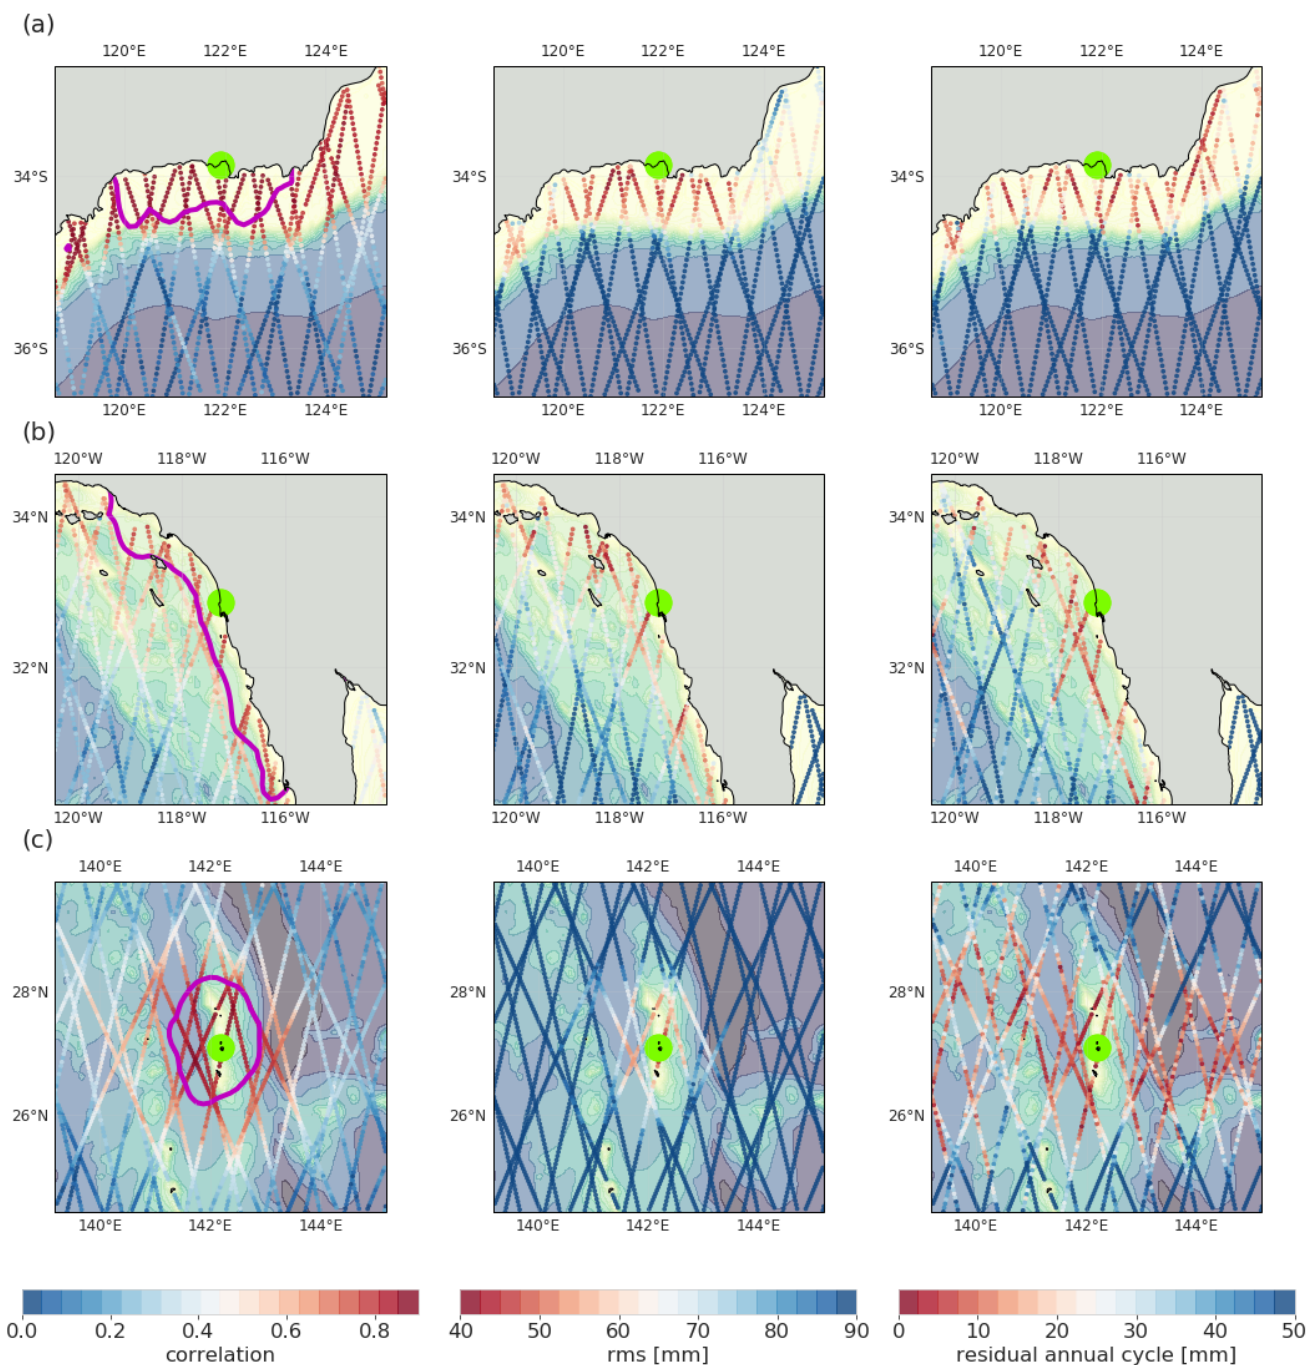 (a)
120°E 122°E 124°E 120°E 122°E 124°E 120°E 122°E 124°E
34°S 34°S 34°S
36°S 36°S 36°S
120°E 122°E 124°E 120°E 122°E 124°E 120°E 122°E 124°E
(b)
120°W 118°W 116°W 120°W 118°W 116°W 120°W 118°W 116°W
34°N 34°N 34°N
32°N 32°N 32°N
120°W 118°W 116°W 120°W 118°W 116°W 120°W 118°W 116°W
(c)
140°E 142°E 144°E 140°E 142°E 144°E 140°E 142°E 144°E
28°N 28°N 28°N
26°N 26°N 26°N
140°E 142°E 144°E 140°E 142°E 144°E 140°E 142°E 144°E
0.0 0.2 0.4 0.6 0.8 40 50 60 70 80 90 0 10 20 30 40 50
correlation rms [mm] residual annual cycle [mm]